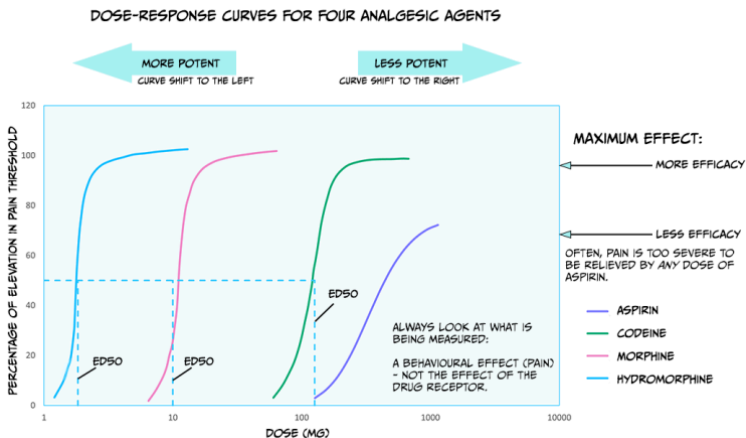 DOSE-RESPONSE CURVES FOR FOUR ANALGESIC AGENTS
MORE POTENT
CURVE SHIFT TO THE LEFT
LESS POTENT
CURVE SHIFT TO THE RIGHT
PERCENTAGE OF ELEVATION IN PAIN THRESHOLD
120
100
80
60
40
20
0
1
10
100
1000
10000
DOSE (MG)
ED50
ED50
ED50
ALWAYS LOOK AT WHAT IS
BEING MEASURED:
A BEHAVIOURAL EFFECT (PAIN)
- NOT THE EFFECT OF THE
DRUG RECEPTOR.
MAXIMUM EFFECT:
MORE EFFICACY
LESS EFFICACY
OFTEN, PAIN IS TOO SEVERE TO
BE RELIEVED BY ANY DOSE OF
ASPIRIN.
ASPIRIN
CODEINE
MORPHINE
HYDROMORPHINE